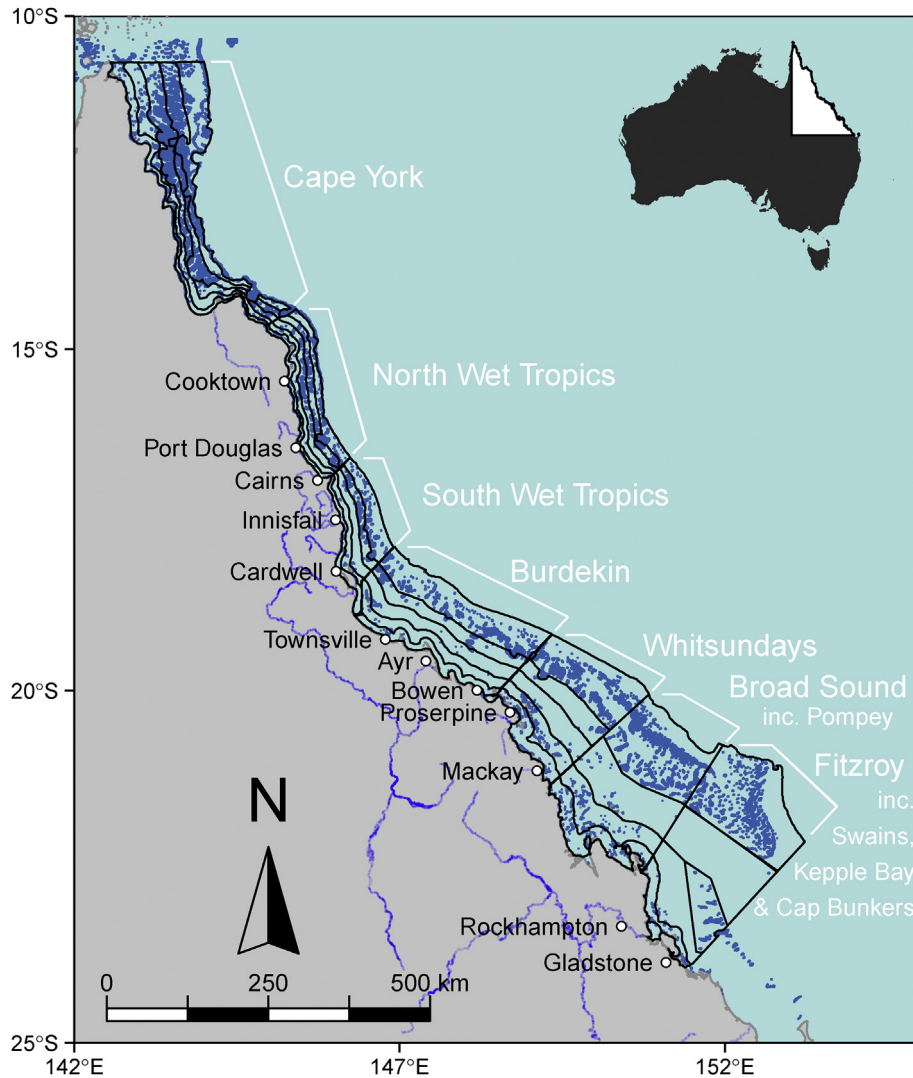 10°S
Cape York
15°S
North Wet Tropics
Cooktown
Port Douglas
Cairns
South Wet Tropics
Innisfail
Cardwell
Burdekin
Townsville
Whitsundays
Ayr
20°S
Bowen
Broad Sound
Proserpine
inc. Pompey
Mackay
Fitzroy
inc.
Swains,
Kepple Bay
& Cap Bunkers
N
Rockhampton
Gladstone
0 250 500 km
25°S
142°E 147°E 152°E